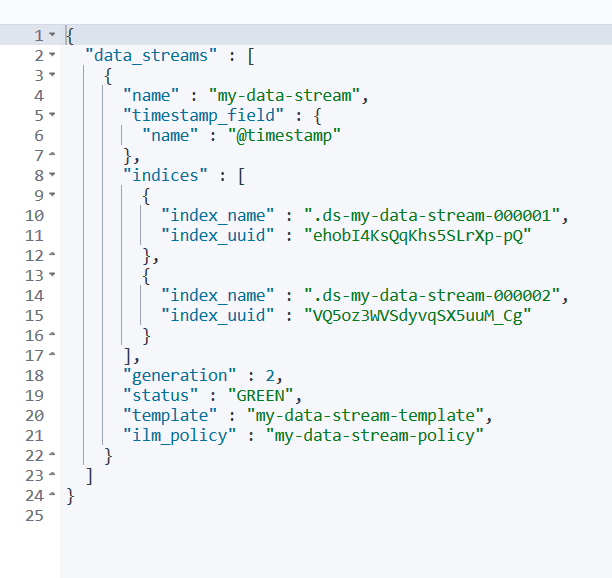 1 {
2 "data_streams" : [
3 {
4 "name" : "my-data-stream",
5 "timestamp_field" : {
6 "name" : "@timestamp"
7 },
8 "indices" : [
9 {
10 "index_name" : ".ds-my-data-stream-000001",
11 "index_uuid" : "ehobI4KsQqKhs5SLrXp-pQ"
12 },
13 {
14 "index_name" : ".ds-my-data-stream-000002",
15 "index_uuid" : "VQ5oz3WVSdyvqSX5uuM_Cg"
16 }
17 ],
18 "generation" : 2,
19 "status" : "GREEN",
20 "template" : "my-data-stream-template",
21 "ilm_policy" : "my-data-stream-policy"
22 }
23 ]
24 }
25